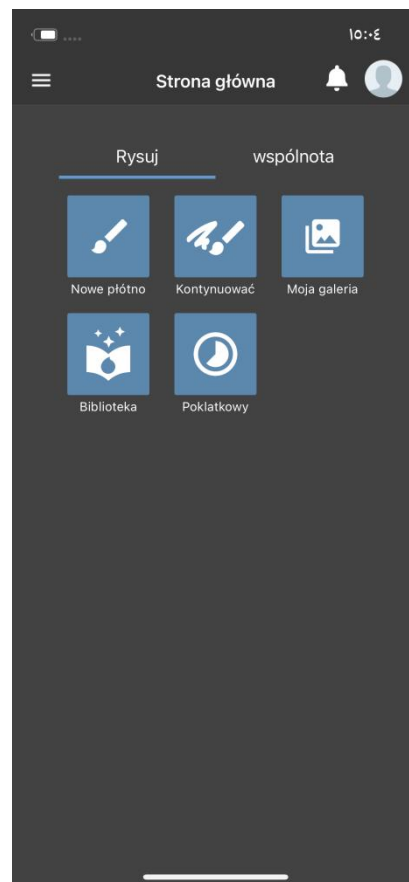 ١٥:٠٤
Strona główna
Rysuj wspólnota
Nowe płótno Kontynuować Moja galeria
Biblioteka Poklatkowy